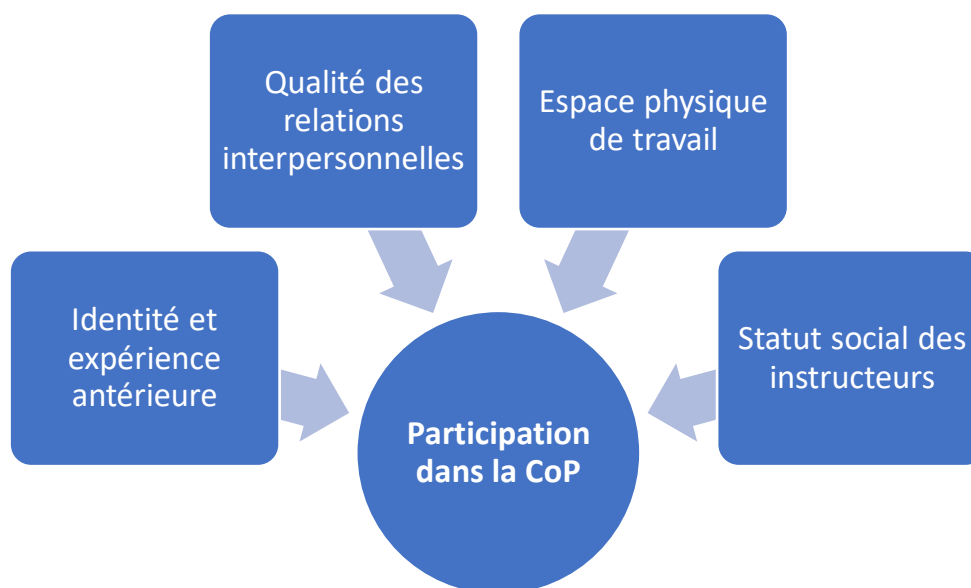 Qualité des
relations
interpersonnelles
Espace physique
de travail
Identité et
expérience
antérieure
Statut social des
instructeurs
Participation
dans la CoP